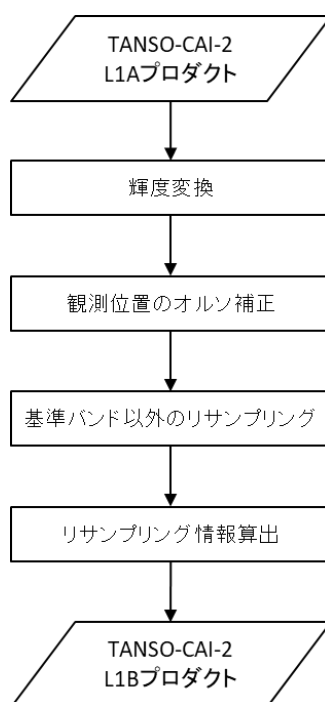 TANSO-CAI-2
L1Aプロダクト
輝度変換
観測位置のオルソ補正
基準バンド以外のリサンプリング
リサンプリング情報算出
TANSO-CAI-2
L1Bプロダクト